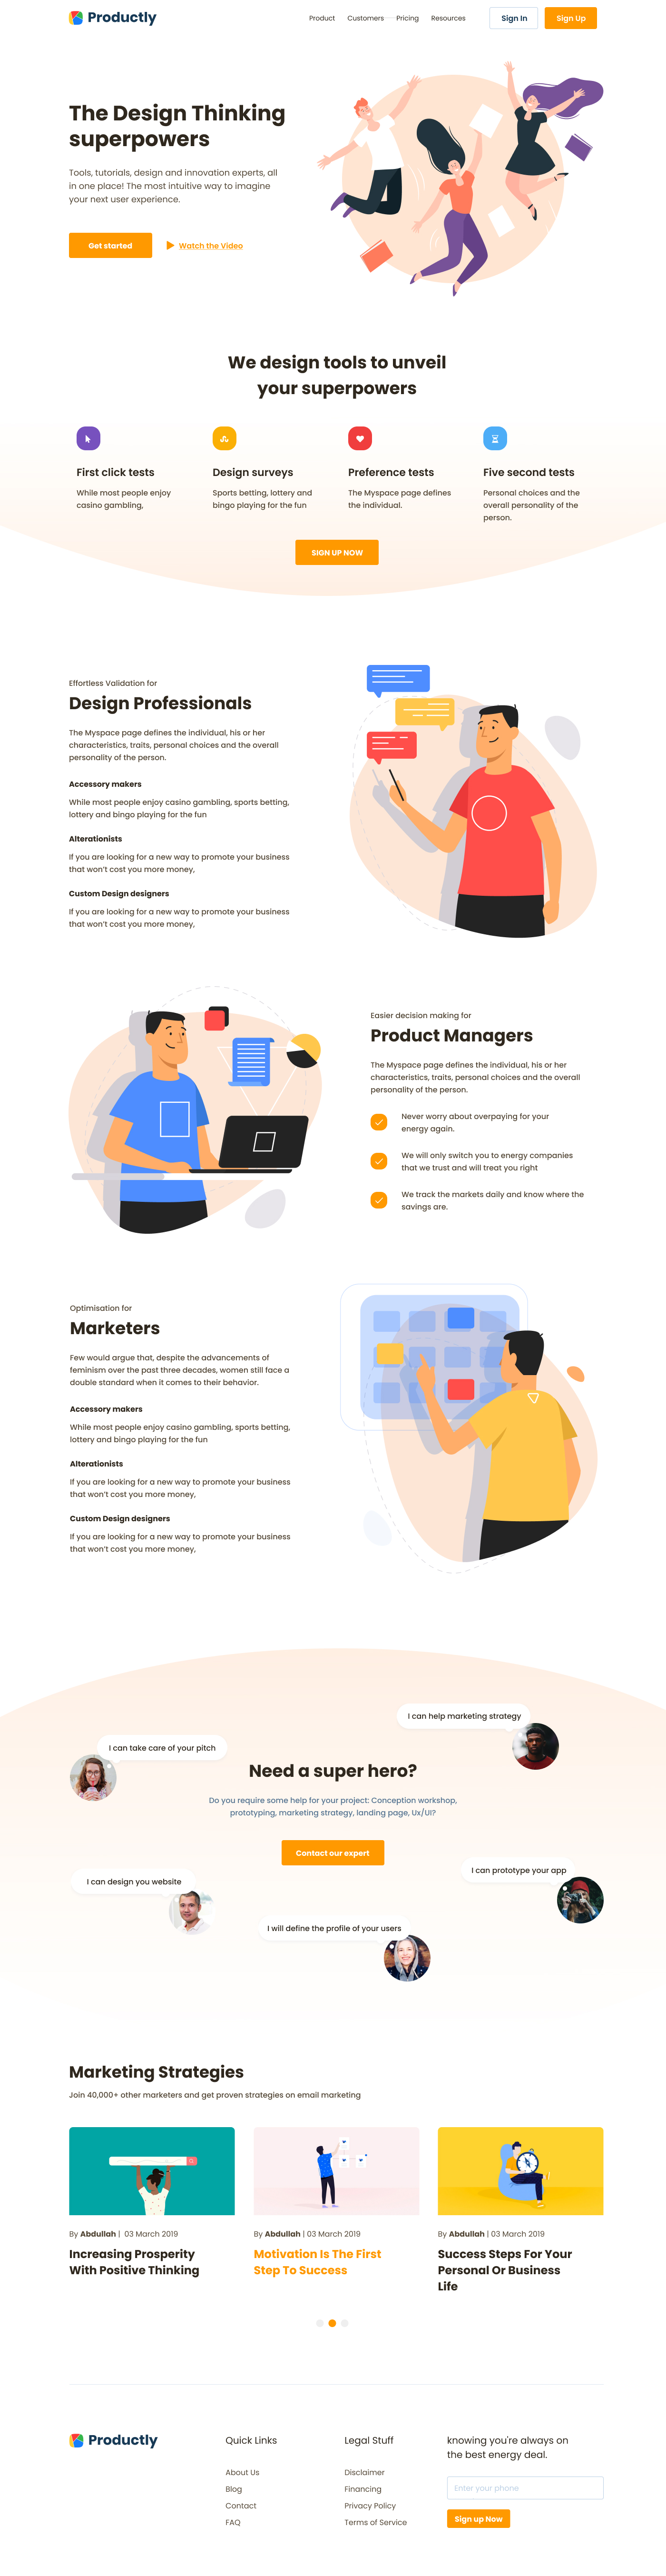 Productly
Product Customers Pricing Resources Sign In Sign Up
The Design Thinking
superpowers
Tools, tutorials, design and innovation experts, all
in one place! The most intuitive way to imagine
your next user experience.
Get started Watch the Video
We design tools to unveil
your superpowers
First click tests
While most people enjoy
casino gambling,
Design surveys
Sports betting, lottery and
bingo playing for the fun
Preference tests
The Myspace page defines
the individual.
Five second tests
Personal choices and the
overall personality of the
person.
SIGN UP NOW
Effortless Validation for
Design Professionals
The Myspace page defines the individual, his or her
characteristics, traits, personal choices and the overall
personality of the person.
Accessory makers
While most people enjoy casino gambling, sports betting,
lottery and bingo playing for the fun
Alterationists
If you are looking for a new way to promote your business
that won't cost you more money,
Custom Design designers
If you are looking for a new way to promote your business
that won't cost you more money,
Easier decision making for
Product Managers
The Myspace page defines the individual, his or her
characteristics, traits, personal choices and the overall
personality of the person.
Never worry about overpaying for your
energy again.
We will only switch you to energy companies
that we trust and will treat you right
We track the markets daily and know where the
savings are.
Optimisation for
Marketers
Few would argue that, despite the advancements of
feminism over the past three decades, women still face a
double standard when it comes to their behavior.
Accessory makers
While most people enjoy casino gambling, sports betting,
lottery and bingo playing for the fun
Alterationists
If you are looking for a new way to promote your business
that won't cost you more money,
Custom Design designers
If you are looking for a new way to promote your business
that won't cost you more money,
I can help marketing strategy
I can take care of your pitch
Need a super hero?
Do you require some help for your project: Conception workshop,
prototyping, marketing strategy, landing page, Ux/UI?
Contact our expert
I can prototype your app
I can design you website
I will define the profile of your users
Marketing Strategies
Join 40,000+ other marketers and get proven strategies on email marketing
By Abdullah | 03 March 2019
Increasing Prosperity
With Positive Thinking
By Abdullah | 03 March 2019
Motivation Is The First
Step To Success
By Abdullah | 03 March 2019
Success Steps For Your
Personal Or Business
Life
Productly
Quick Links
About Us
Blog
Contact
FAQ
Legal Stuff
Disclaimer
Financing
Privacy Policy
Terms of Service
knowing you're always on
the best energy deal.
Enter your phone
Sign up Now